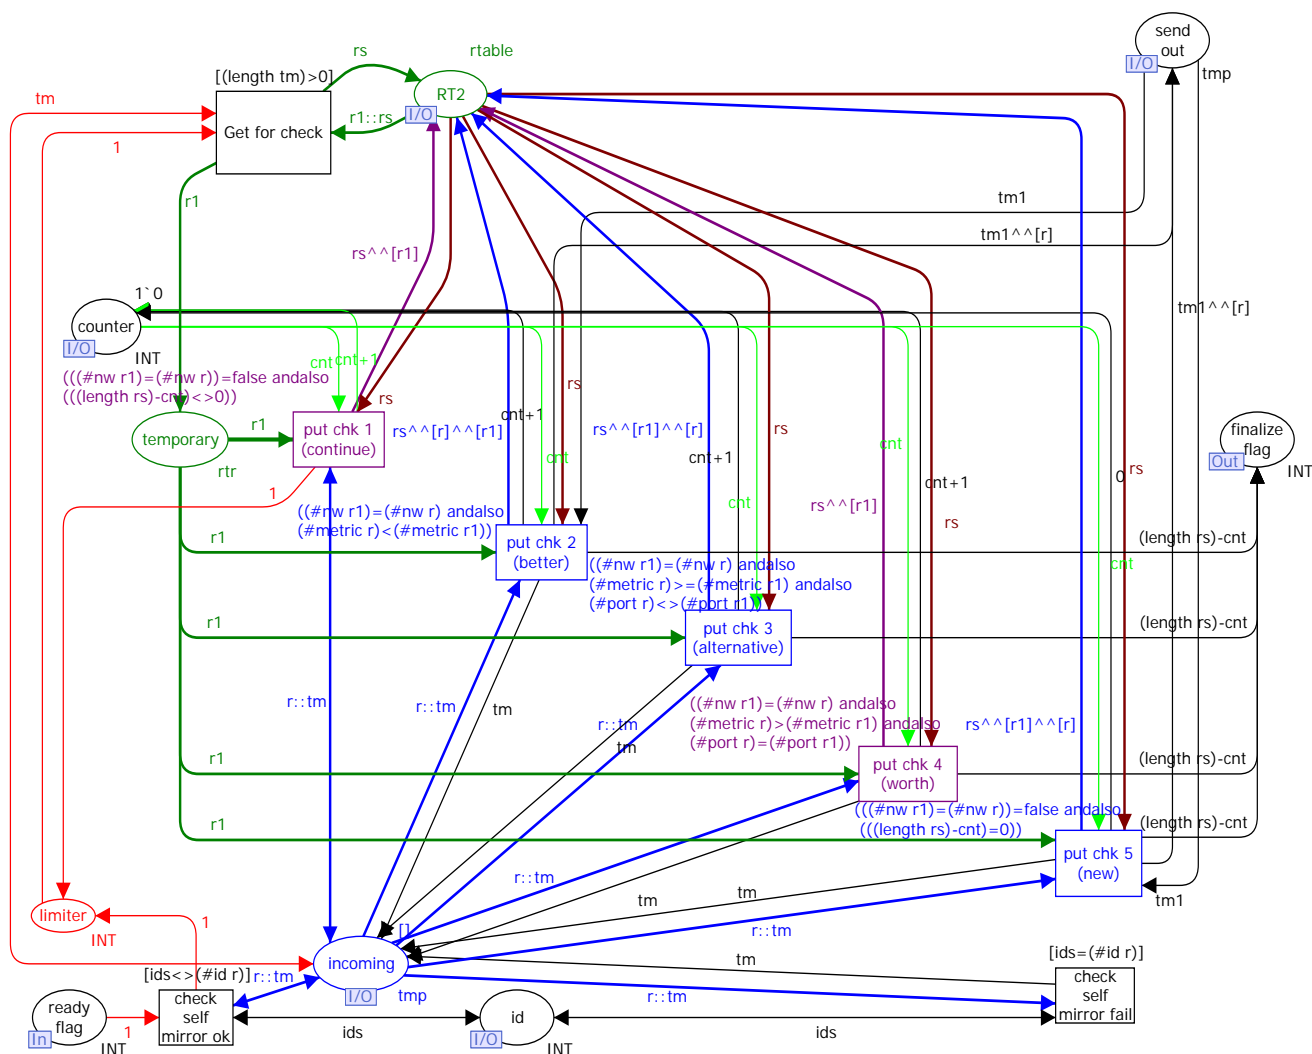 send
out
I/O
tmp
rs
rtable
[(length tm)>0]
tm
RT2
I/O
r1::rs
Get for check
1
r1
tm1
tm1^^[r]
rs^^[r1]
1`0
counter
I/O
INT
tm1^^[r]
cnt
cnt+1
(((#nw r1)=(#nw r))=false andalso
(((length rs)-cnt)<>0))
rs
rs
cnt+1
temporary
rtr
r1
put chk 1
(continue)
rs^^[r]^^[r1]
rs^^[r1]^^[r]
rs
cnt
cnt+1
cnt
cnt
cnt+1
0
rs
finalize
flag
Out
INT
1
((#nw r1)=(#nw r) andalso
(#metric r)<(#metric r1))
rs^^[r1]
rs
r1
put chk 2
(better)
(length rs)-cnt
cnt
((#nw r1)=(#nw r) andalso
(#metric r)>=(#metric r1) andalso
(#port r)<>(#port r1))
r1
put chk 3
(alternative)
(length rs)-cnt
r::tm
r::tm
tm
r::tm
tm
((#nw r1)=(#nw r) andalso
(#metric r)>(#metric r1) andalso
(#port r)=(#port r1))
rs^^[r1]^^[r]
r1
put chk 4
(worth)
(length rs)-cnt
(((#nw r1)=(#nw r))=false andalso
(((length rs)-cnt)=0))
r1
(length rs)-cnt
put chk 5
(new)
r::tm
tm
tm
tm1
limiter
INT
1
[]
r::tm
incoming
I/O
tmp
tm
[ids=(#id r)]
[ids<>(#id r)]
r::tm
r::tm
check
self
mirror fail
ready
flag
In
INT
1
check
self
mirror ok
ids
id
I/O
INT
ids